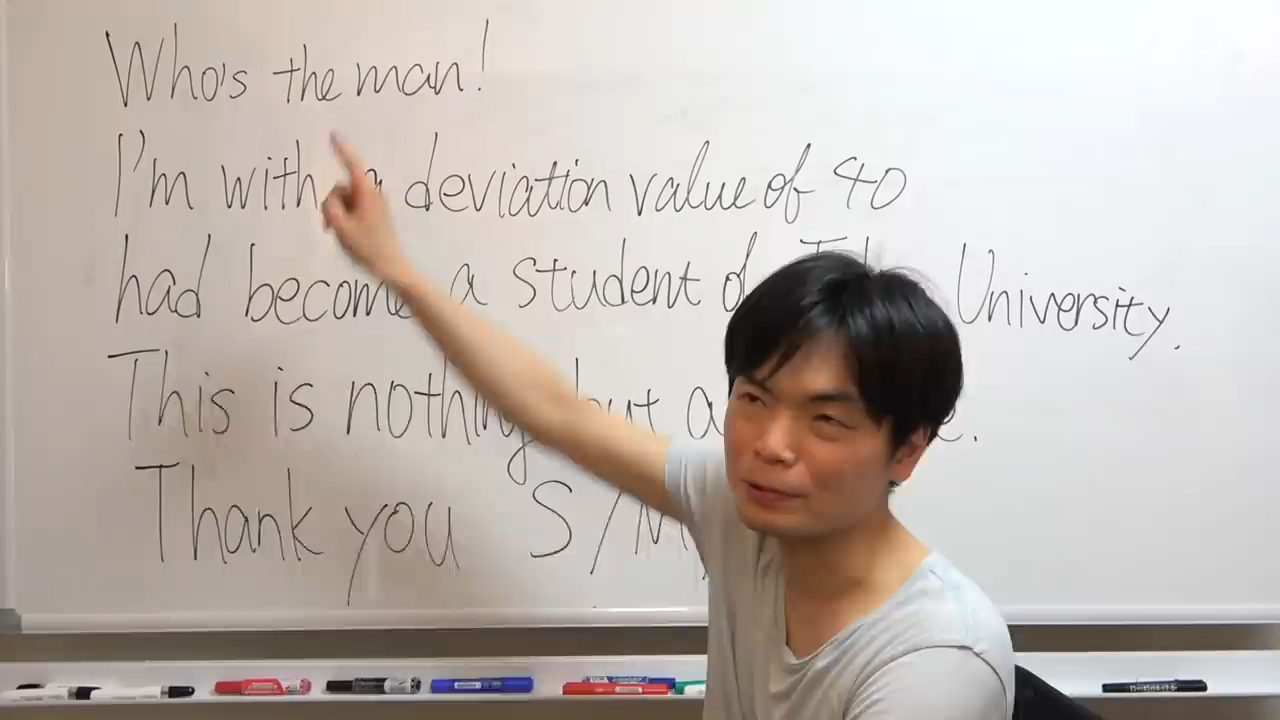 Who's the man!
I'm with a deviation value of 40
had become a student of University.
This is nothing but a
Thank you S/M